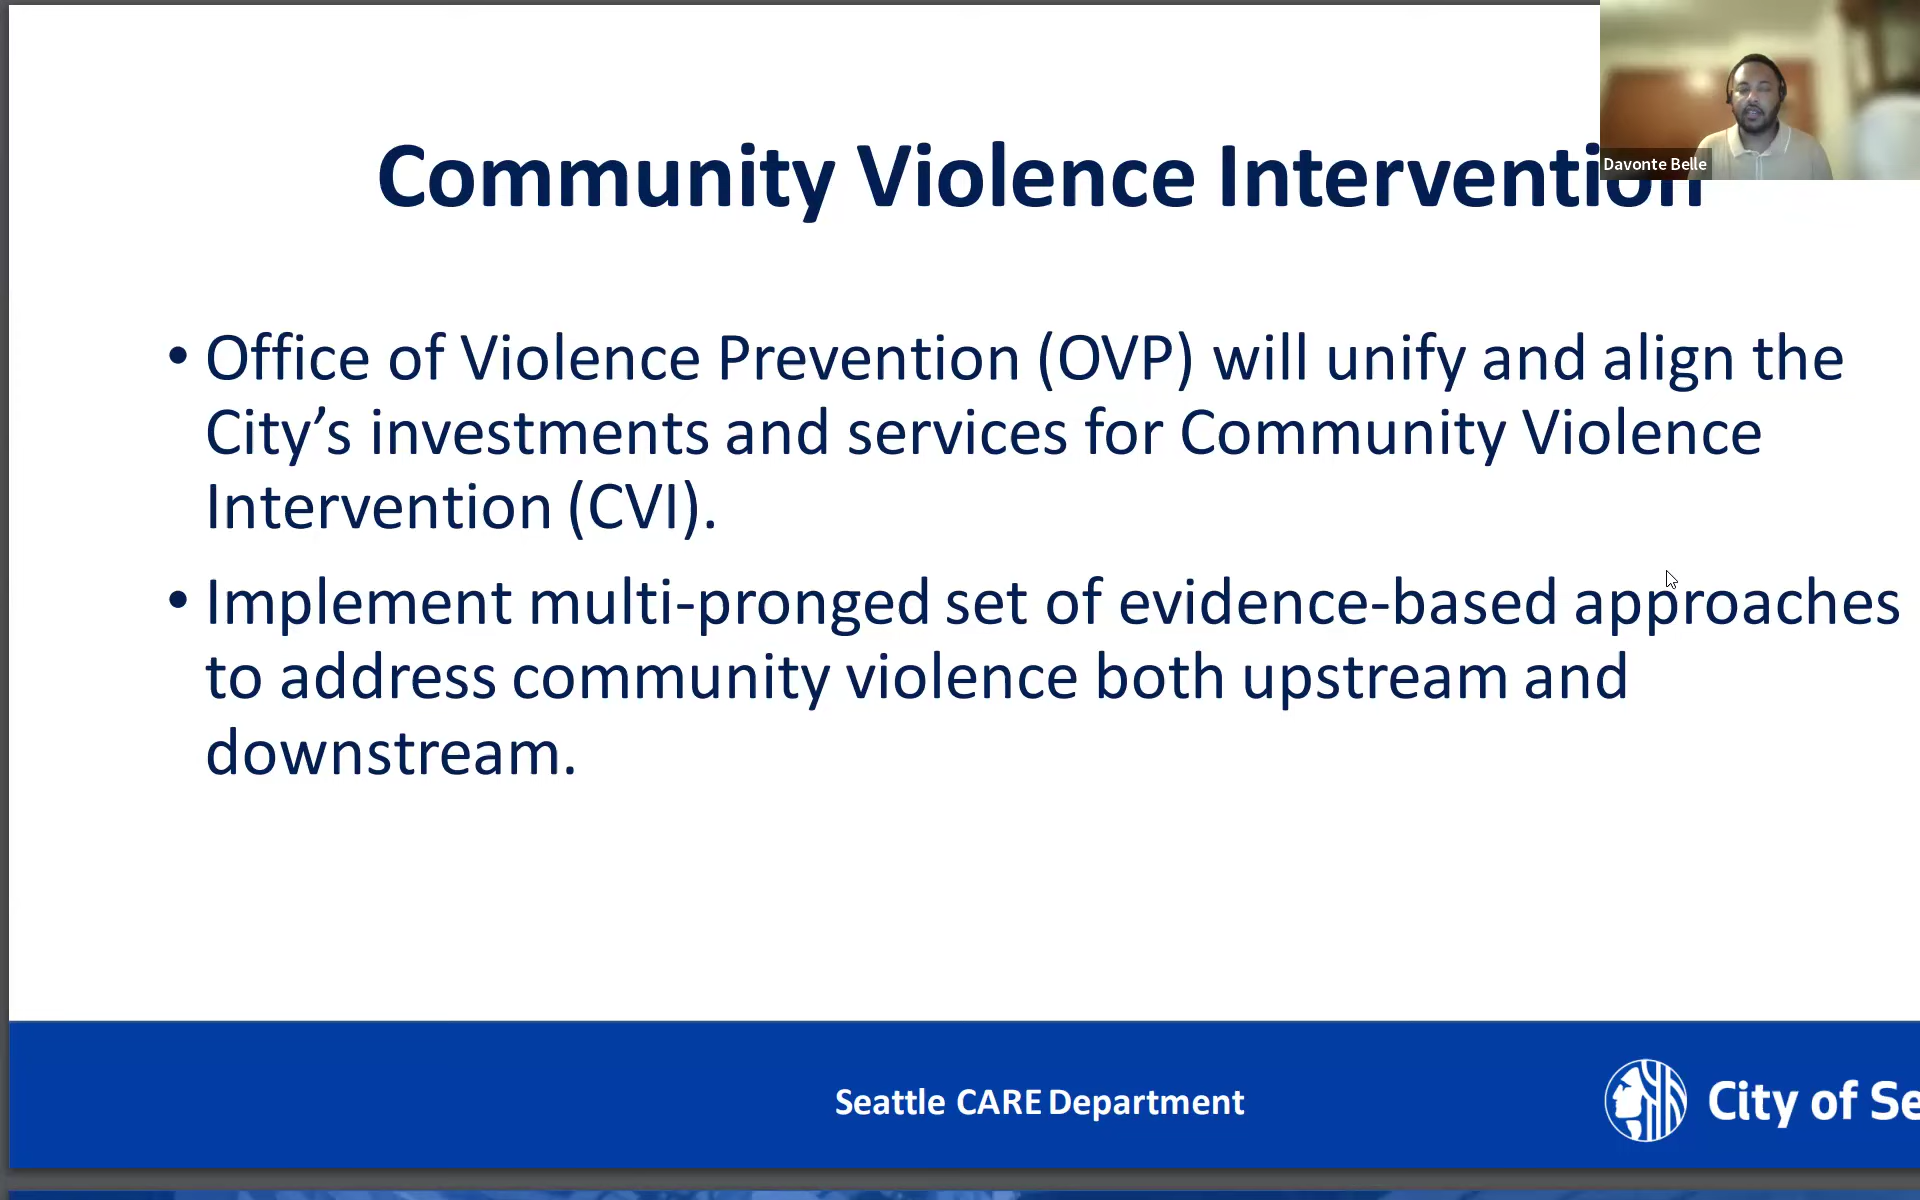 Community Violence Intervention
Davonte Belle
• Office of Violence Prevention (OVP) will unify and align the
City’s investments and services for Community Violence
Intervention (CVI).
• Implement multi-pronged set of evidence-based approaches
to address community violence both upstream and
downstream.
Seattle CARE Department
City of Se